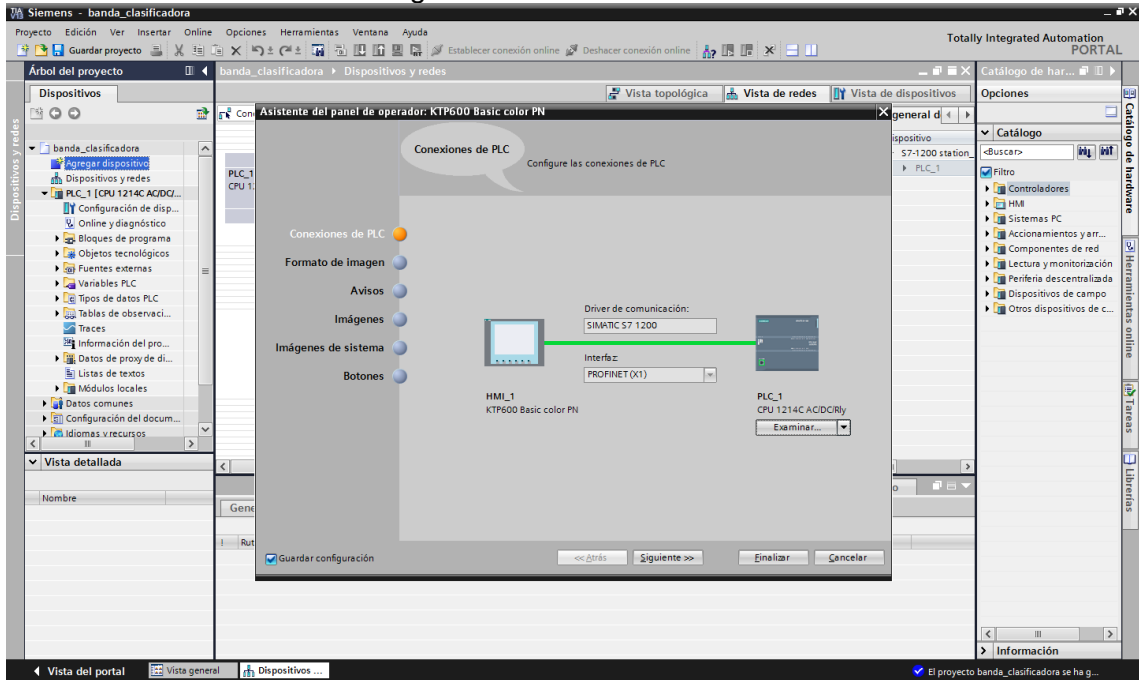 Siemens - banda_clasificadora
Proyecto Edición Ver Insertar Online Opciones Herramientas Ventana Ayuda
Guardar proyecto
Establecer conexión online
Deshacer conexión online
Totally Integrated Automation
PORTAL
Árbol del proyecto
banda_clasificadora ▸ Dispositivos y redes
Catálogo de har...
Dispositivos
Vista topológica
Vista de redes
Vista de dispositivos
Opciones
Dispositivos y redes
banda_clasificadora
Agregar dispositivo
Dispositivos y redes
PLC_1 [CPU 1214C AC/DC/...
Configuración de disp...
Online y diagnóstico
Bloques de programa
Objetos tecnológicos
Fuentes externas
Variables PLC
Tipos de datos PLC
Tablas de observaci...
Traces
Información del pro...
Datos de proxy de di...
Listas de textos
Módulos locales
Datos comunes
Configuración del docum...
Idiomas y recursos
Vista detallada
Nombre
Con
PLC_1
CPU 1
Gene
! Rut
general d
ispositivo
S7-1200 station_
PLC_1
Asistente del panel de operador: KTP600 Basic color PN
Conexiones de PLC
Configure las conexiones de PLC
Conexiones de PLC
Formato de imagen
Avisos
Imágenes
Imágenes de sistema
Botones
Driver de comunicación:
SIMATIC S7 1200
Interfaz:
PROFINET (X1)
HMI_1
KTP600 Basic color PN
PLC_1
CPU 1214C AC/DC/Rly
Examinar...
Guardar configuración
<< Atrás
Siguiente >>
Finalizar
Cancelar
Catálogo
<Buscar>
Filtro
Controladores
HMI
Sistemas PC
Accionamientos y arr...
Componentes de red
Lectura y monitorización
Periferia descentralizada
Dispositivos de campo
Otros dispositivos de c...
Información
Catálogo de hardware
Herramientas online
Tareas
Librerías
Vista del portal
Vista general
Dispositivos ...
El proyecto banda_clasificadora se ha g...